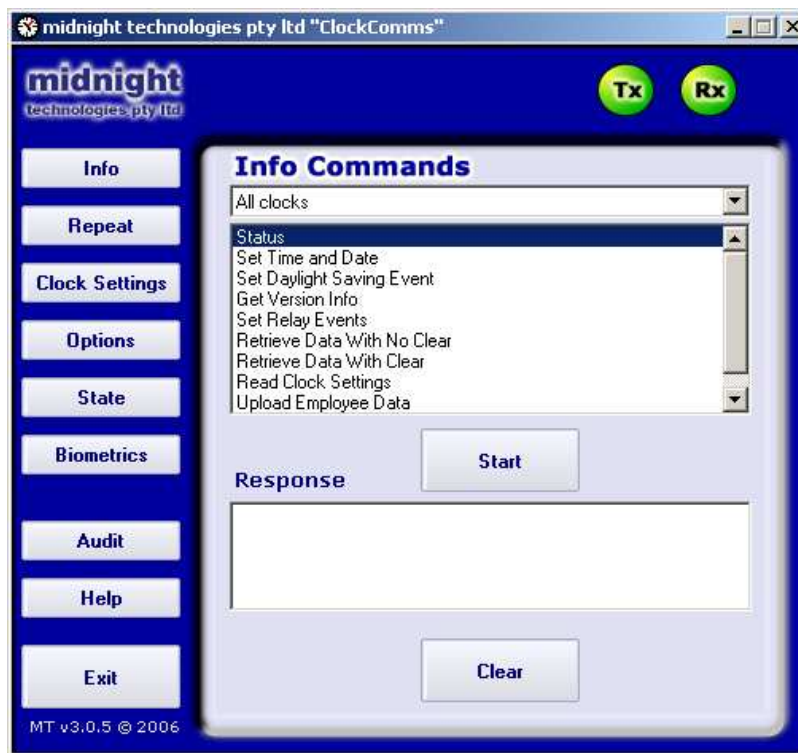 midnight technologies pty ltd "ClockComms"
midnight
technologies pty ltd
Tx
Rx
Info
Repeat
Clock Settings
Options
State
Biometrics
Audit
Help
Exit
MT v3.0.5 © 2006
Info Commands
All clocks
Status
Set Time and Date
Set Daylight Saving Event
Get Version Info
Set Relay Events
Retrieve Data With No Clear
Retrieve Data With Clear
Read Clock Settings
Upload Employee Data
Start
Response
Clear